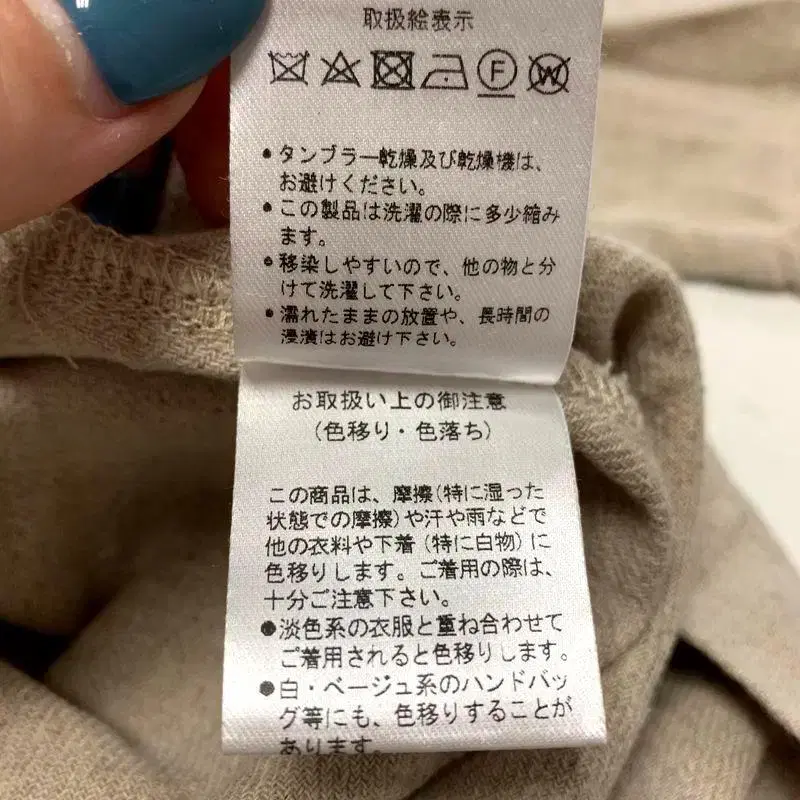 取扱絵表示
F W
●タンブラー乾燥及び乾燥機は、
お避けください。
●この製品は洗濯の際に多少縮み
ます。
●移染しやすいので、他の物と分
けて洗濯して下さい。
●濡れたままの放置や、長時間の
浸漬はお避け下さい。
お取扱い上の御注意
(色移り・色落ち)
この商品は、摩擦(特に湿った
状態での摩擦)や汗や雨などで
他の衣料や下着(特に白物)に
色移りします。ご着用の際は、
十分ご注意下さい。
●淡色系の衣服と重ね合わせて
ご着用されると色移りします。
●白・ベージュ系のハンドバッ
グ等にも、色移りすることが
あります。